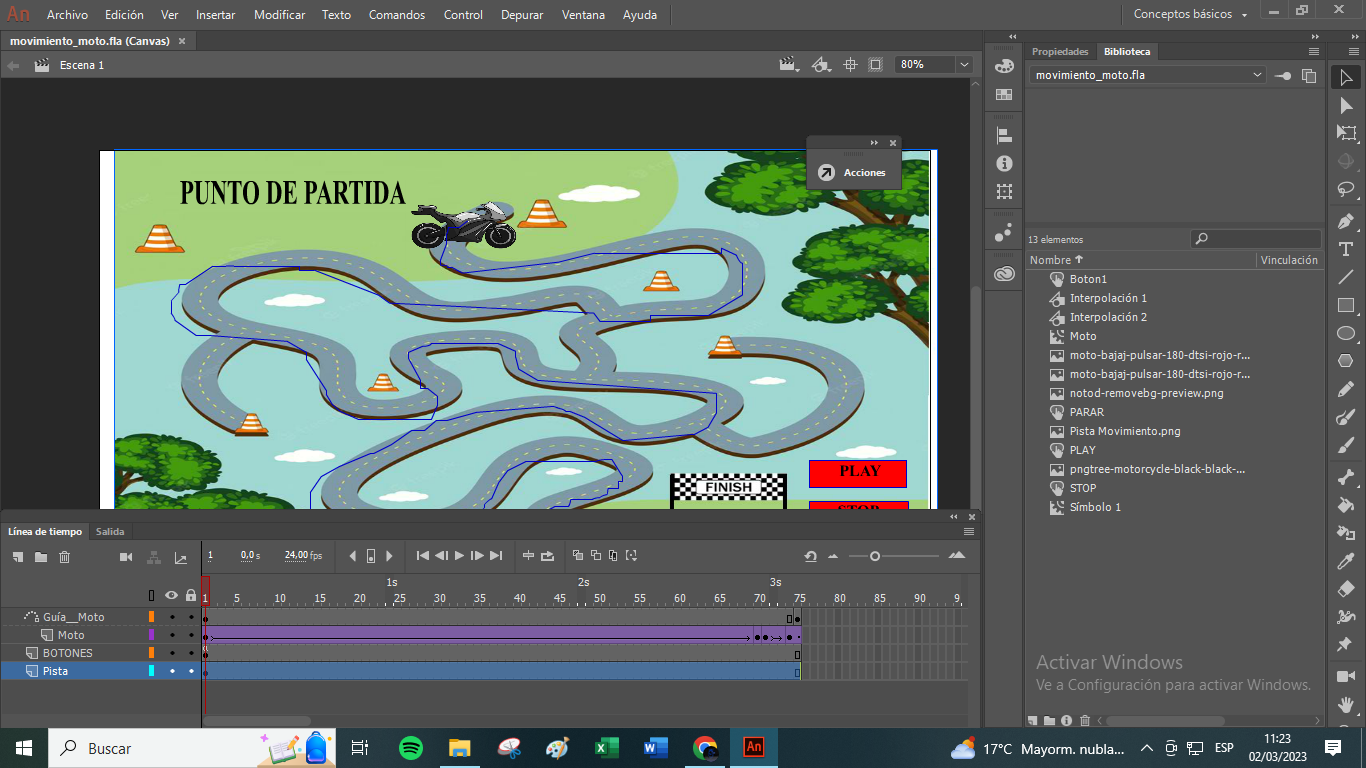 An Archivo Edición Ver Insertar Modificar Texto Comandos Control Depurar Ventana Ayuda Conceptos básicos
movimiento_moto.fla (Canvas)
Escena 1
80%
Propiedades Biblioteca
movimiento_moto.fla
Acciones
PUNTO DE PARTIDA
13 elementos
Nombre Vinculación
Boton1
Interpolación 1
Interpolación 2
Moto
moto-bajaj-pulsar-180-dtsi-rojo-r...
moto-bajaj-pulsar-180-dtsi-rojo-r...
notod-removebg-preview.png
PARAR
Pista Movimiento.png
PLAY
pngtree-motorcycle-black-black-...
STOP
Símbolo 1
PLAY
FINISH
STOP
Línea de tiempo Salida
1 0,0 s 24,00 fps
1s 2s 3s
1 5 10 15 20 25 30 35 40 45 50 55 60 65 70 75 80 85 90 9
Guía__Moto
Moto
BOTONES
Pista
Activar Windows
Ve a Configuración para activar Windows.
Buscar
An
17°C Mayorm. nubla...
ESP
11:23
02/03/2023